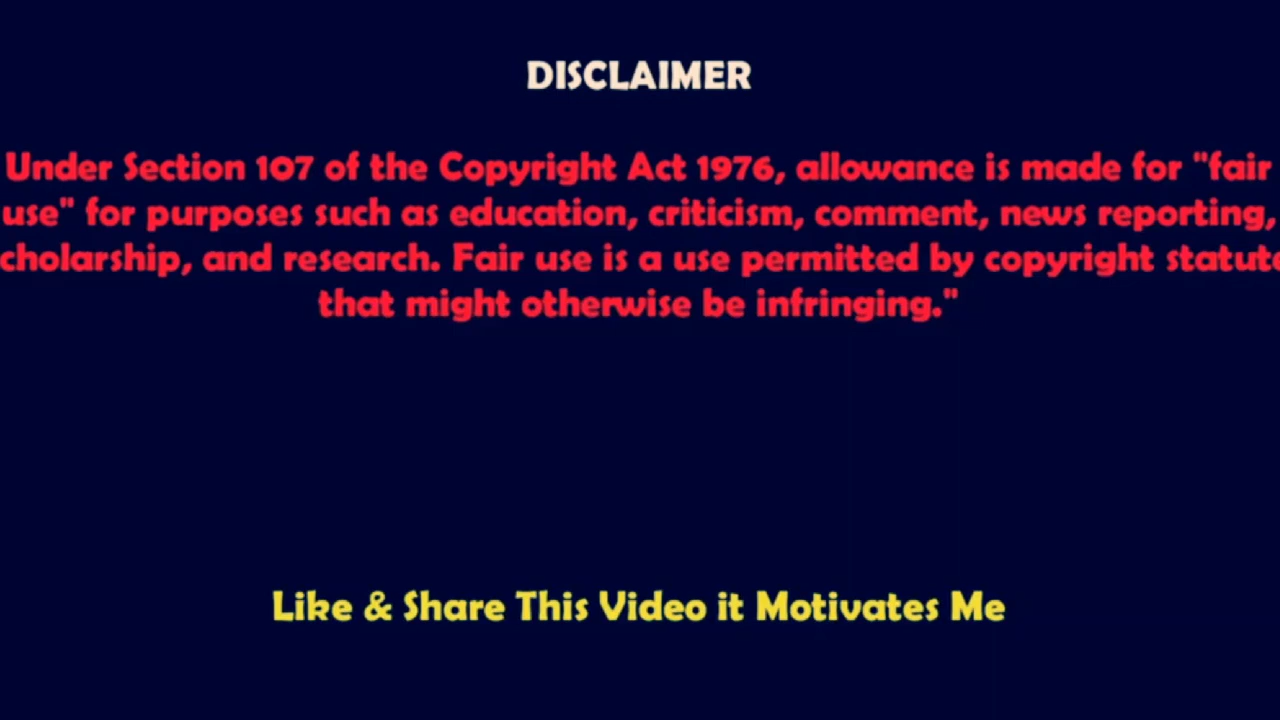 DISCLAIMER
Under Section 107 of the Copyright Act 1976, allowance is made for "fair
use" for purposes such as education, criticism, comment, news reporting,
cholarship, and research. Fair use is a use permitted by copyright statute
that might otherwise be infringing."
Like & Share This Video it Motivates Me